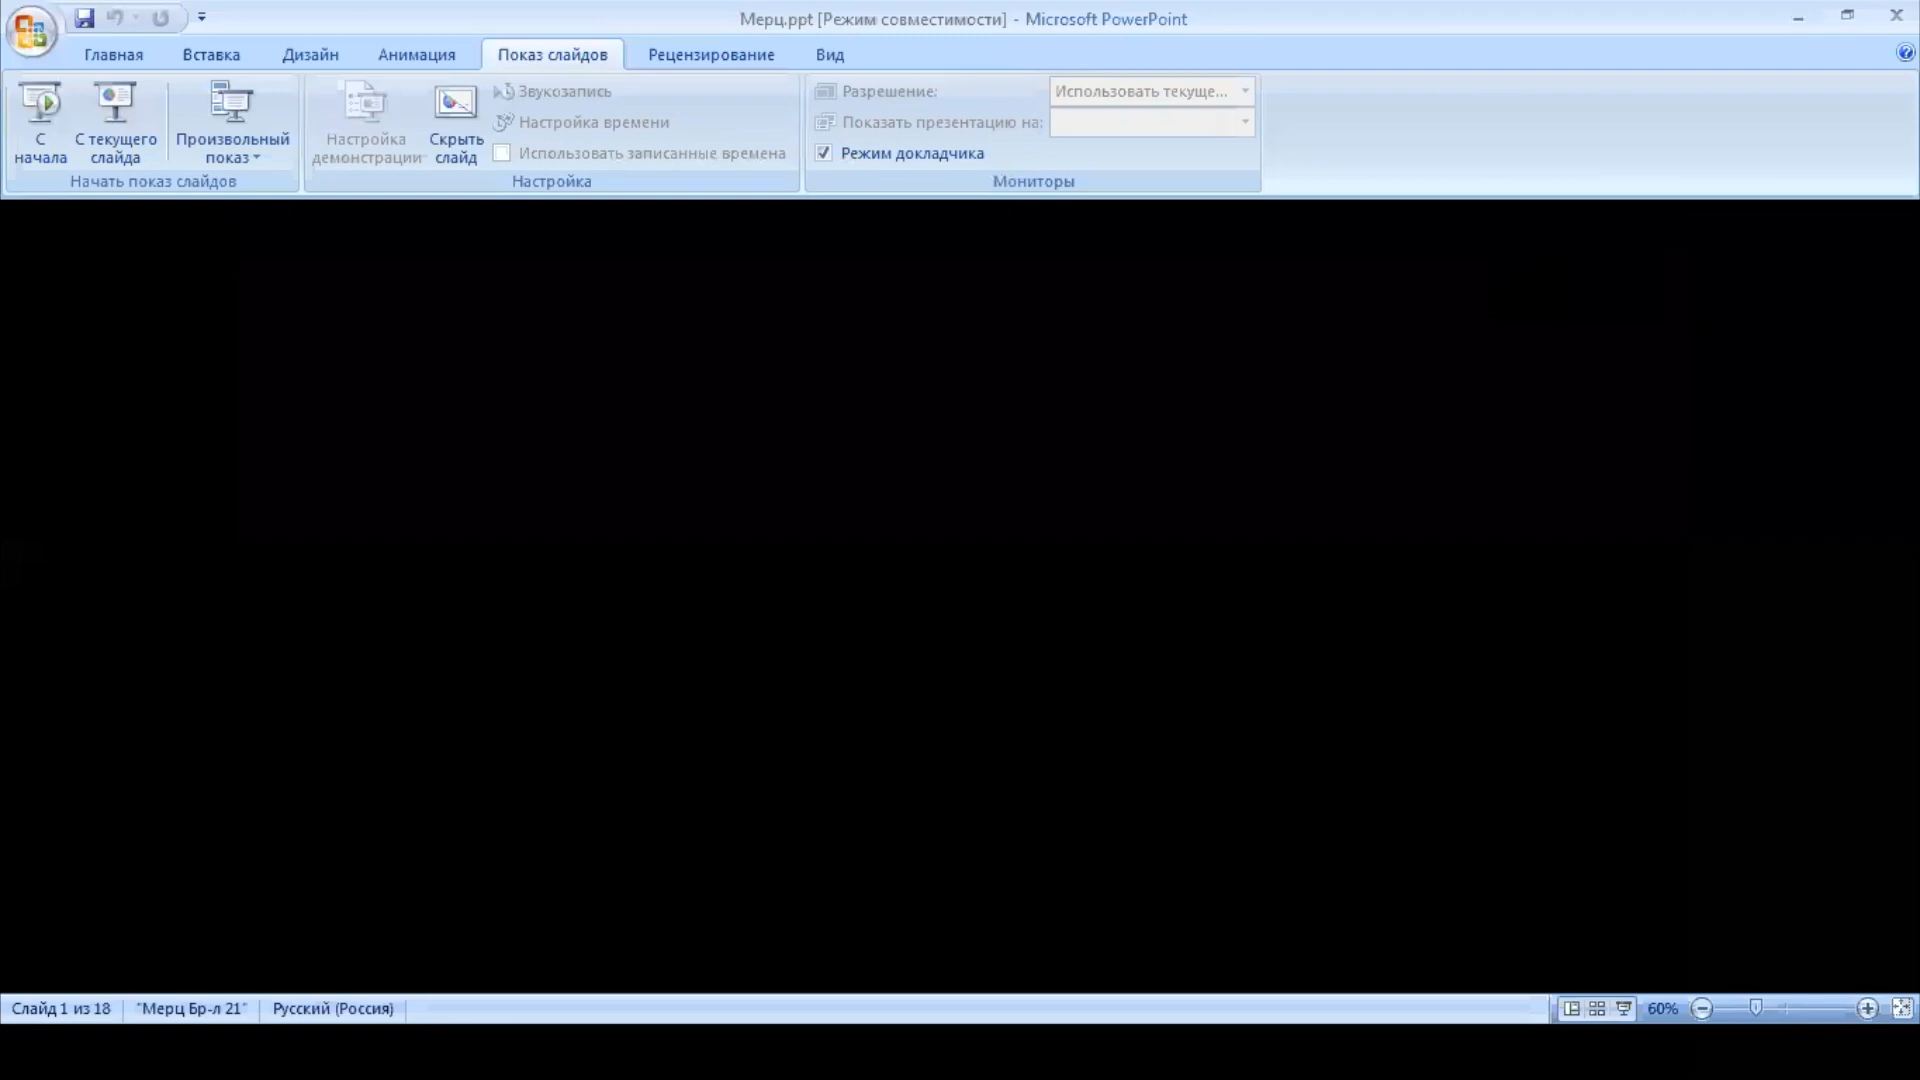 Мерц.ppt [Режим совместимости] - Microsoft PowerPoint
Главная Вставка Дизайн Анимация Показ слайдов Рецензирование Вид
С начала
С текущего слайда
Произвольный показ
Начать показ слайдов
Настройка демонстрации
Скрыть слайд
Звукозапись
Настройка времени
Использовать записанные времена
Настройка
Разрешение: Использовать текуще...
Показать презентацию на:
Режим докладчика
Мониторы
Слайд 1 из 18 "Мерц Бр-л 21" Русский (Россия) 60%